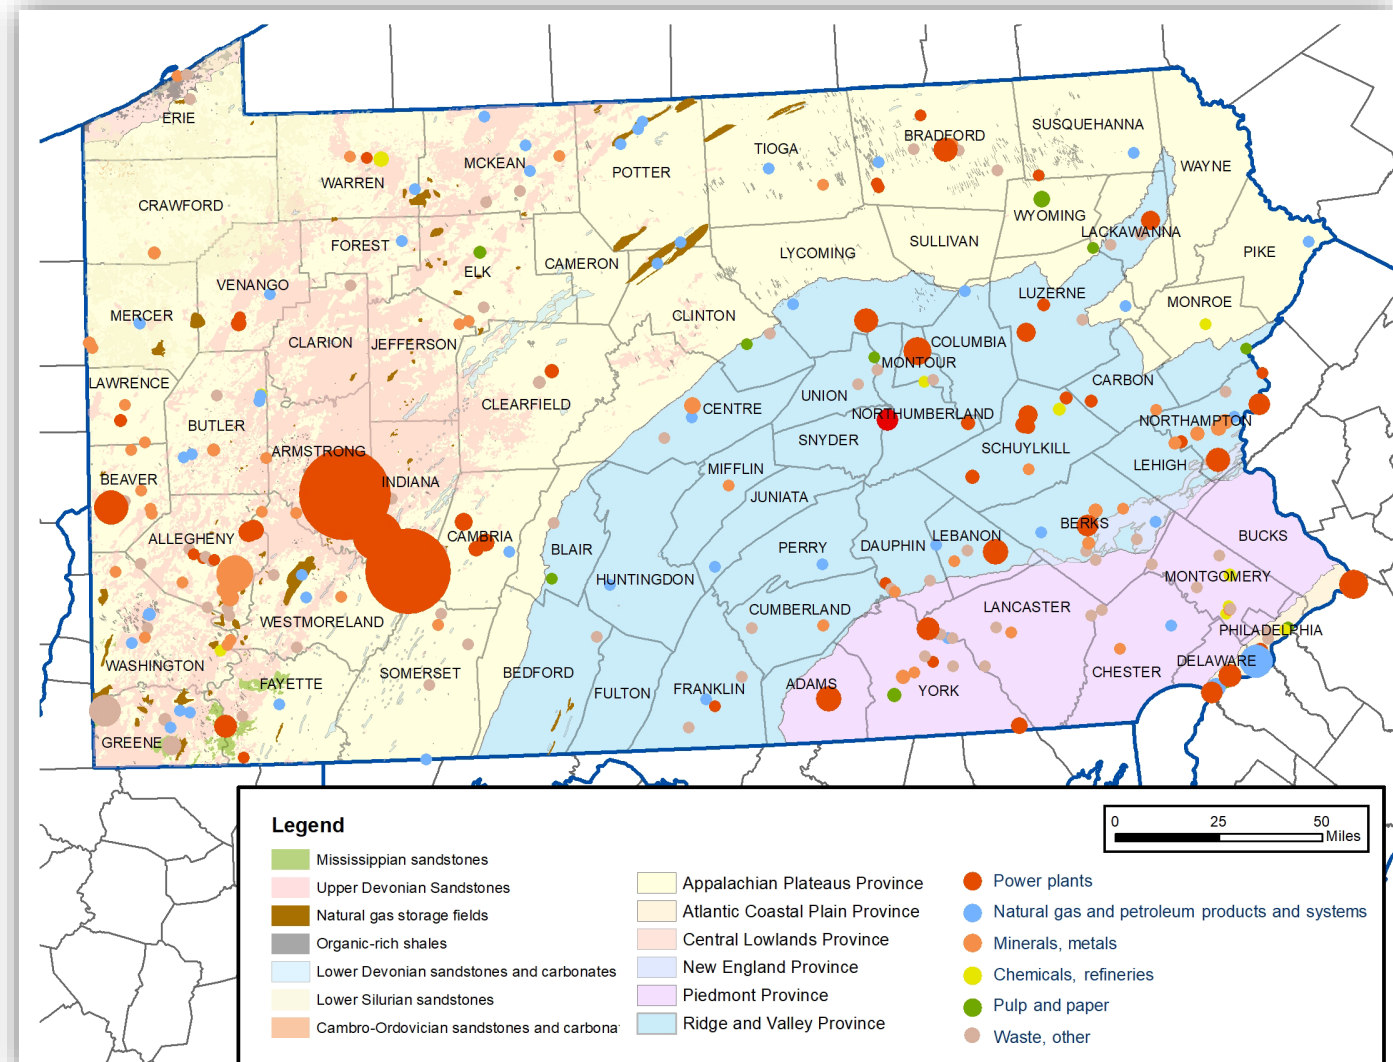 ERIE
SUSQUEHANNA
BRADFORD
TIOGA
MCKEAN
WAYNE
POTTER
WARREN
CRAWFORD
WYOMING
LACKAWANNA
SULLIVAN
FOREST
LYCOMING
PIKE
CAMERON
ELK
VENANGO
LUZERNE
MONROE
MERCER
CLINTON
CLARION
JEFFERSON
COLUMBIA
MONTOUR
LAWRENCE
CARBON
UNION
CLEARFIELD
CENTRE
NORTHUMBERLAND
NORTHAMPTON
BUTLER
SNYDER
SCHUYLKILL
ARMSTRONG
LEHIGH
MIFFLIN
BEAVER
INDIANA
JUNIATA
BERKS
ALLEGHENY
CAMBRIA
LEBANON
BUCKS
BLAIR
PERRY
DAUPHIN
HUNTINGDON
MONTGOMERY
CUMBERLAND
LANCASTER
WESTMORELAND
PHILADELPHIA
WASHINGTON
DELAWARE
SOMERSET
BEDFORD
CHESTER
FAYETTE
FULTON
FRANKLIN
ADAMS
YORK
GREENE
0 25 50
Miles
Legend
Mississippian sandstones
Upper Devonian Sandstones
Natural gas storage fields
Organic-rich shales
Lower Devonian sandstones and carbonates
Lower Silurian sandstones
Cambro-Ordovician sandstones and carbona
Appalachian Plateaus Province
Atlantic Coastal Plain Province
Central Lowlands Province
New England Province
Piedmont Province
Ridge and Valley Province
Power plants
Natural gas and petroleum products and systems
Minerals, metals
Chemicals, refineries
Pulp and paper
Waste, other